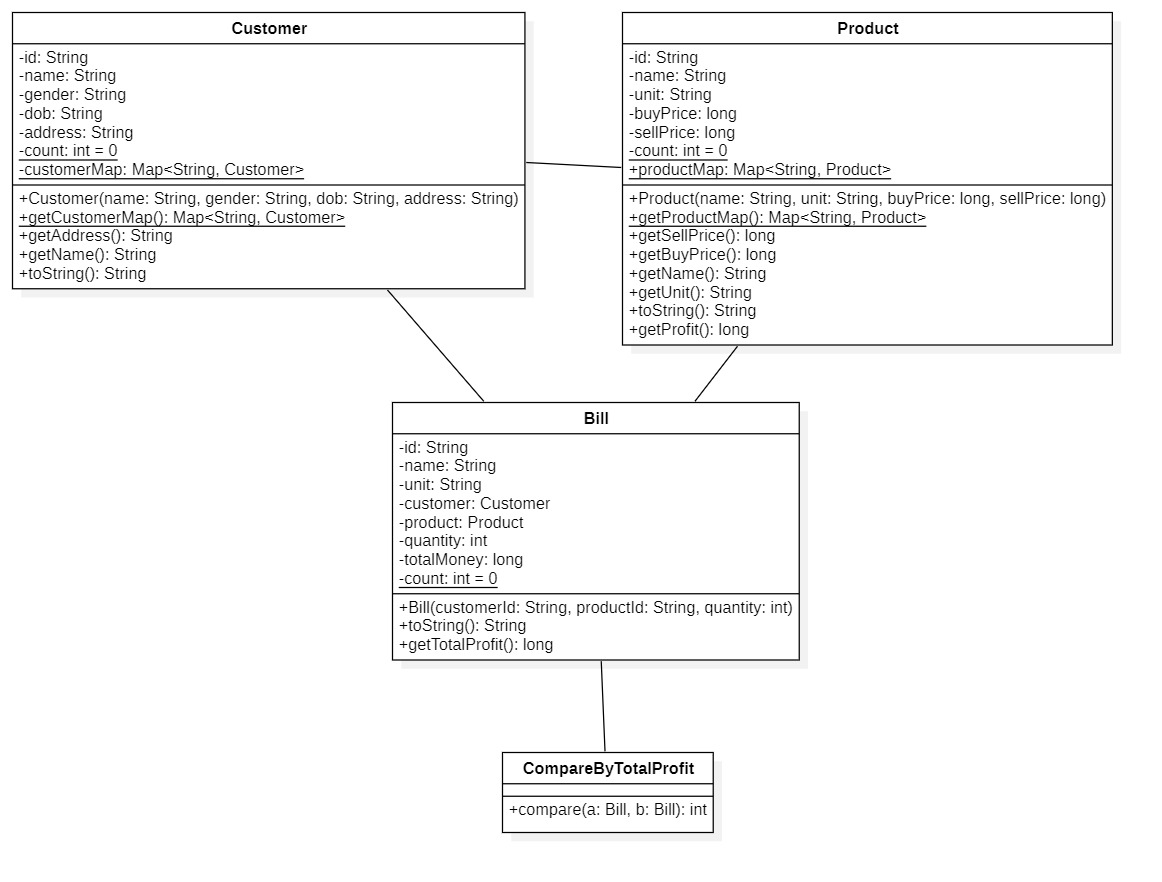 Customer
-id: String
-name: String
-gender: String
-dob: String
-address: String
-count: int = 0
-customerMap: Map<String, Customer>
+Customer(name: String, gender: String, dob: String, address: String)
+getCustomerMap(): Map<String, Customer>
+getAddress(): String
+getName(): String
+toString(): String
Product
-id: String
-name: String
-unit: String
-buyPrice: long
-sellPrice: long
-count: int = 0
+productMap: Map<String, Product>
+Product(name: String, unit: String, buyPrice: long, sellPrice: long)
+getProductMap(): Map<String, Product>
+getSellPrice(): long
+getBuyPrice(): long
+getName(): String
+getUnit(): String
+toString(): String
+getProfit(): long
Bill
-id: String
-name: String
-unit: String
-customer: Customer
-product: Product
-quantity: int
-totalMoney: long
-count: int = 0
+Bill(customerId: String, productId: String, quantity: int)
+toString(): String
+getTotalProfit(): long
CompareByTotalProfit
+compare(a: Bill, b: Bill): int